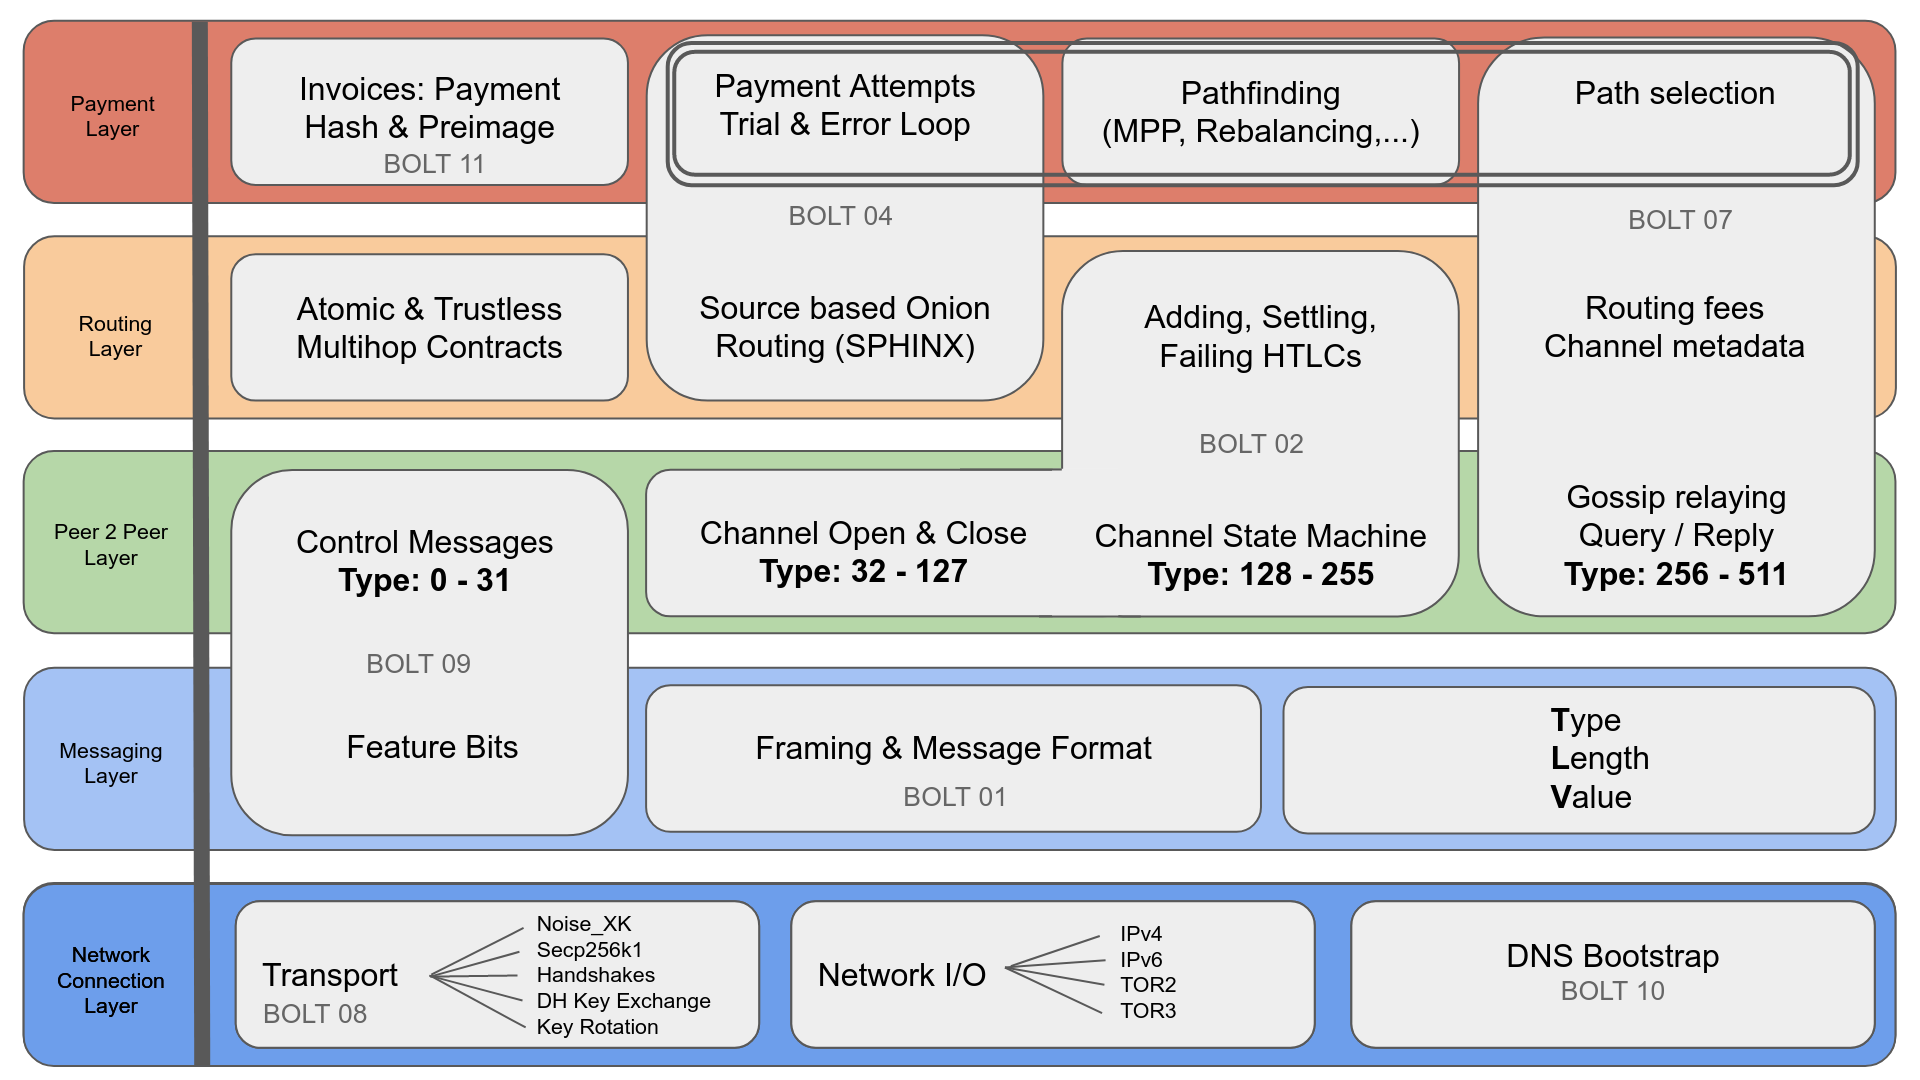 Payment
Layer
Invoices: Payment
Hash & Preimage
BOLT 11
Payment Attempts
Trial & Error Loop
BOLT 04
Pathfinding
(MPP, Rebalancing,...)
Path selection
BOLT 07
Routing
Layer
Atomic & Trustless
Multihop Contracts
Source based Onion
Routing (SPHINX)
Adding, Settling,
Failing HTLCs
BOLT 02
Routing fees
Channel metadata
Peer 2 Peer
Layer
Control Messages
Type: 0 - 31
BOLT 09
Channel Open & Close
Type: 32 - 127
Channel State Machine
Type: 128 - 255
Gossip relaying
Query / Reply
Type: 256 - 511
Messaging
Layer
Feature Bits
Framing & Message Format
BOLT 01
Type
Length
Value
Network
Connection
Layer
Transport
BOLT 08
Noise_XK
Secp256k1
Handshakes
DH Key Exchange
Key Rotation
Network I/O
IPv4
IPv6
TOR2
TOR3
DNS Bootstrap
BOLT 10